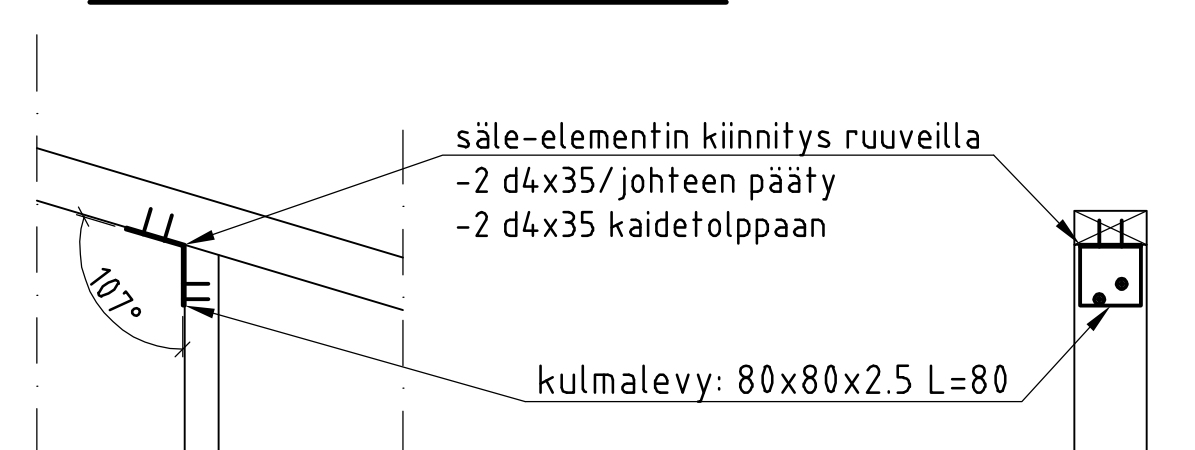 säle-elementin kiinnitys ruuveilla
-2 d4x35/johteen pääty
-2 d4x35 kaidetolppaan
107°
kulmalevy: 80x80x2.5 L=80